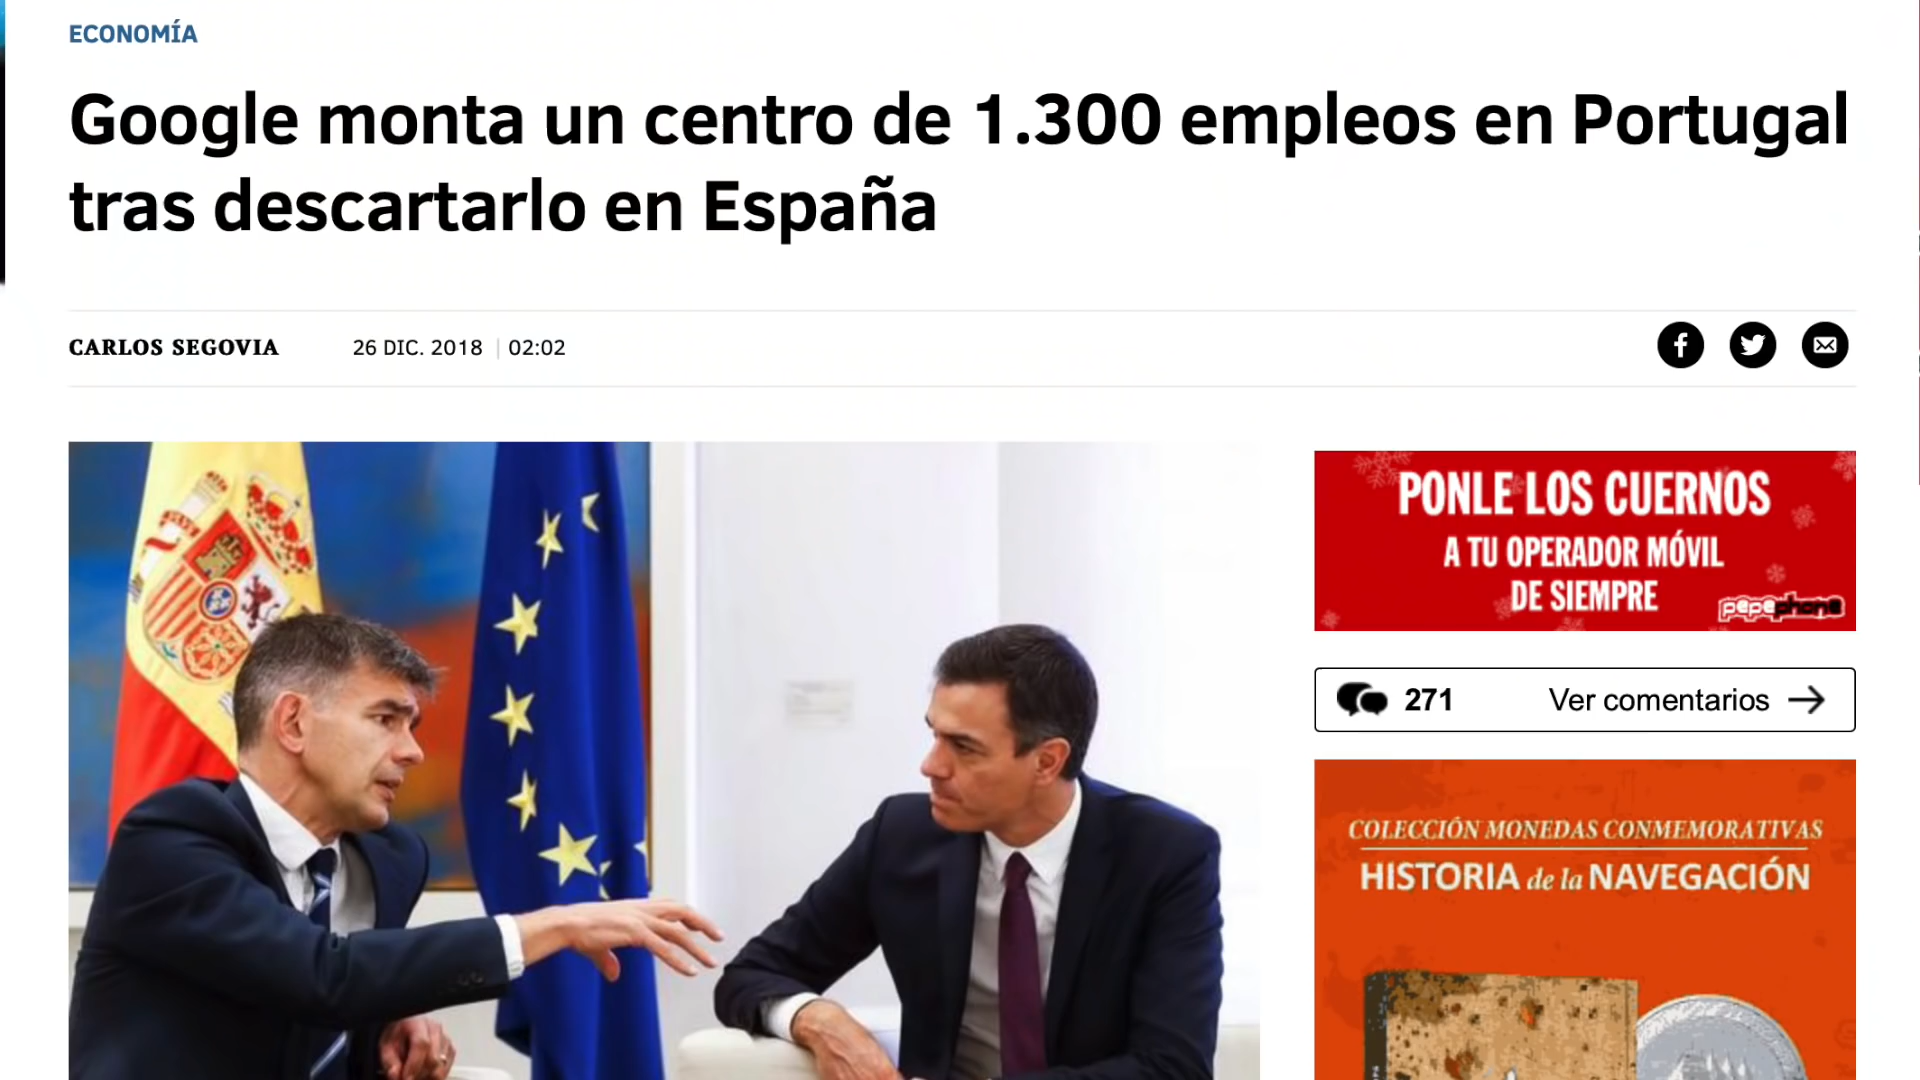 ECONOMÍA
Google monta un centro de 1.300 empleos en Portugal
tras descartarlo en España
CARLOS SEGOVIA
26 DIC. 2018 | 02:02
PONLE LOS CUERNOS
A TU OPERADOR MÓVIL
DE SIEMPRE
pepephone
271
Ver comentarios
COLECCIÓN MONEDAS CONMEMORATIVAS
HISTORIA de la NAVEGACIÓN